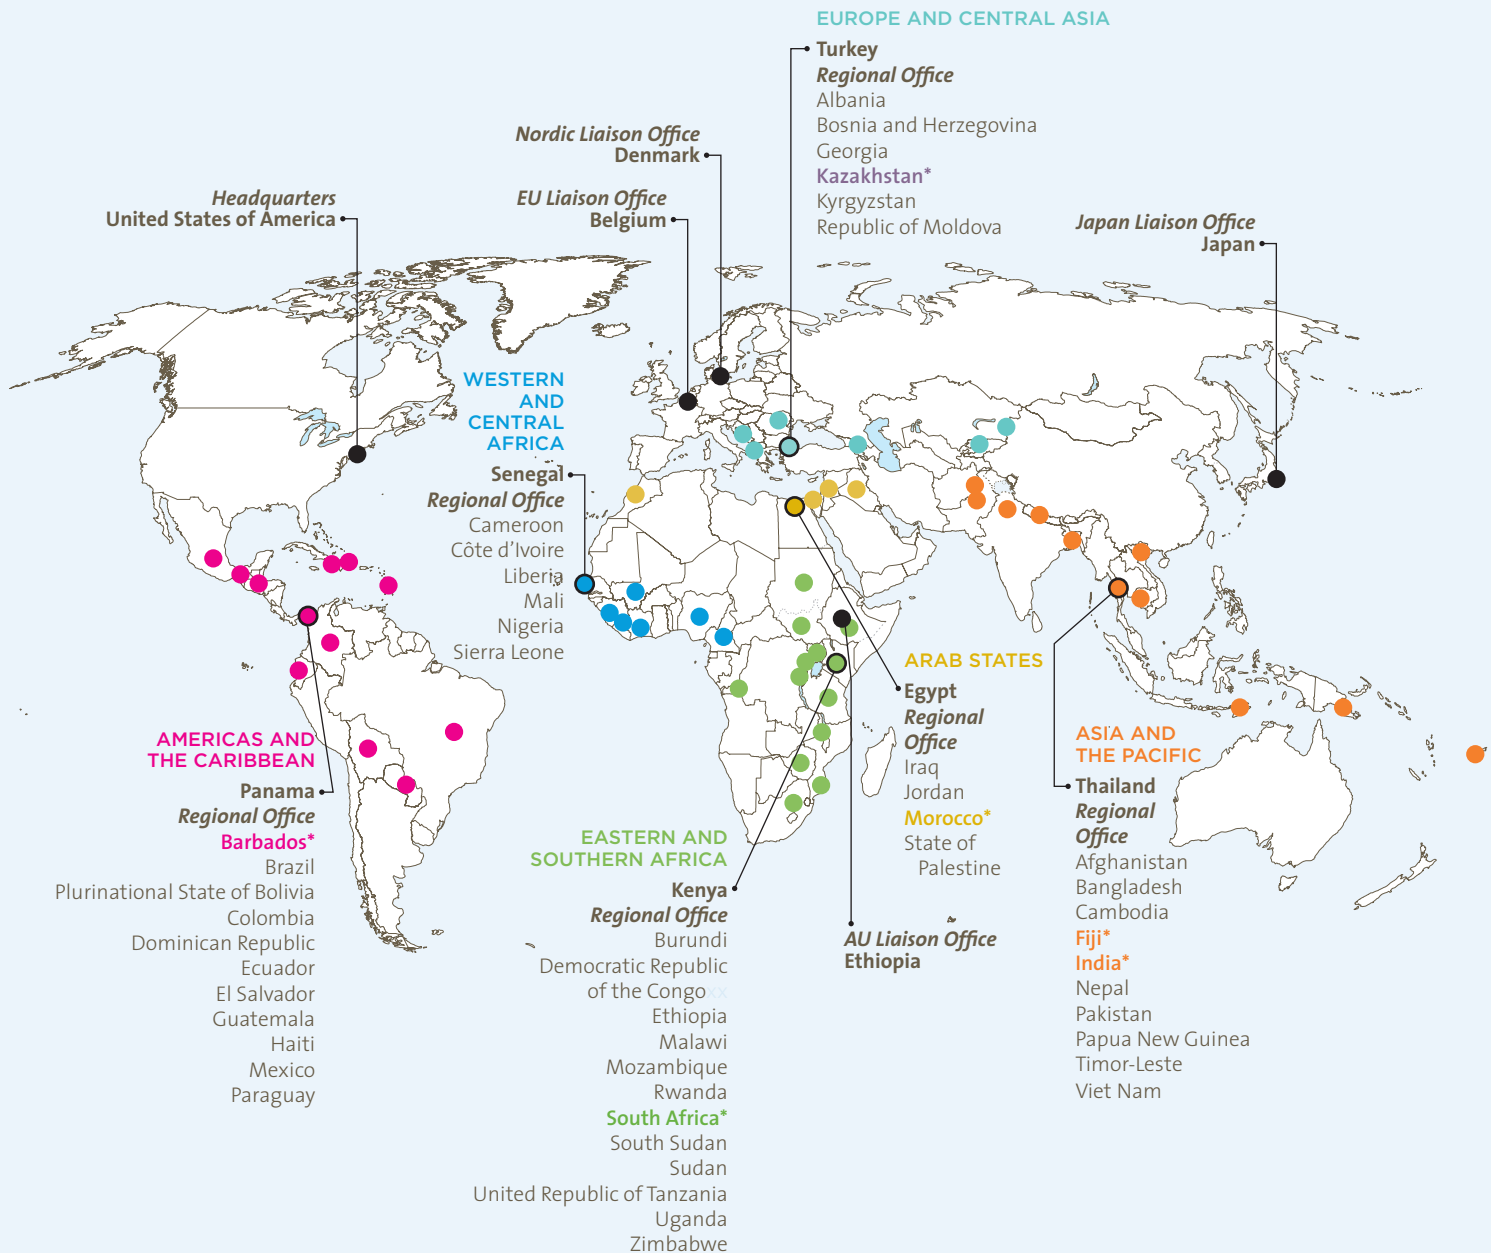 EUROPE AND CENTRAL ASIA
Turkey
Regional Office
Albania
Bosnia and Herzegovina
Georgia
Kazakhstan*
Kyrgyzstan
Republic of Moldova
Nordic Liaison Office
Denmark
EU Liaison Office
Belgium
Headquarters
United States of America
Japan Liaison Office
Japan
WESTERN
AND
CENTRAL
AFRICA
Senegal
Regional Office
Cameroon
Côte d’Ivoire
Liberia
Mali
Nigeria
Sierra Leone
AMERICAS AND
THE CARIBBEAN
Panama
Regional Office
Barbados*
Brazil
Plurinational State of Bolivia
Colombia
Dominican Republic
Ecuador
El Salvador
Guatemala
Haiti
Mexico
Paraguay
EASTERN AND
SOUTHERN AFRICA
Kenya
Regional Office
Burundi
Democratic Republic
of the Congoxx
Ethiopia
Malawi
Mozambique
Rwanda
South Africa*
South Sudan
Sudan
United Republic of Tanzania
Uganda
Zimbabwe
ARAB STATES
Egypt
Regional
Office
Iraq
Jordan
Morocco*
State of
Palestine
AU Liaison Office
Ethiopia
ASIA AND
THE PACIFIC
Thailand
Regional
Office
Afghanistan
Bangladesh
Cambodia
Fiji*
India*
Nepal
Pakistan
Papua New Guinea
Timor-Leste
Viet Nam